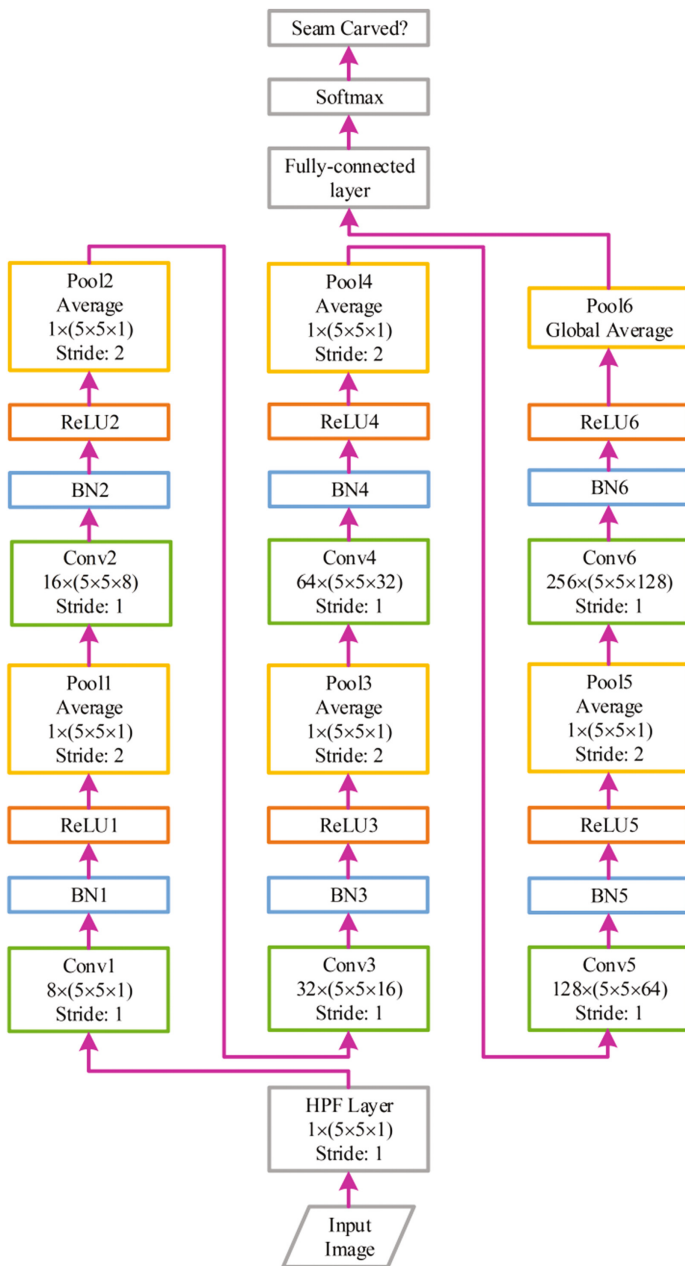 Seam Carved?
Softmax
Fully-connected
layer
Pool2
Average
1×(5×5×1)
Stride: 2
ReLU2
BN2
Conv2
16×(5×5×8)
Stride: 1
Pool1
Average
1×(5×5×1)
Stride: 2
ReLU1
BN1
Conv1
8×(5×5×1)
Stride: 1
Pool4
Average
1×(5×5×1)
Stride: 2
ReLU4
BN4
Conv4
64×(5×5×32)
Stride: 1
Pool3
Average
1×(5×5×1)
Stride: 2
ReLU3
BN3
Conv3
32×(5×5×16)
Stride: 1
Pool6
Global Average
ReLU6
BN6
Conv6
256×(5×5×128)
Stride: 1
Pool5
Average
1×(5×5×1)
Stride: 2
ReLU5
BN5
Conv5
128×(5×5×64)
Stride: 1
HPF Layer
1×(5×5×1)
Stride: 1
Input
Image